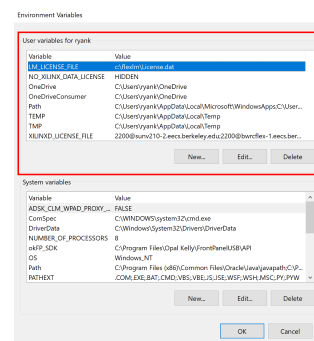 Environment Variables
User variables for ryank
Variable Value
LM_LICENSE_FILE c:\flexlm\License.dat
NO_XILINX_DATA_LICENSE HIDDEN
OneDrive C:\Users\ryank\OneDrive
OneDriveConsumer C:\Users\ryank\OneDrive
Path C:\Users\ryank\AppData\Local\Microsoft\WindowsApps;C:\User...
TEMP C:\Users\ryank\AppData\Local\Temp
TMP C:\Users\ryank\AppData\Local\Temp
XILINXD_LICENSE_FILE 2200@sunv210-2.eecs.berkeley.edu;2200@bwrcflex-1.eecs.ber...
New... Edit... Delete
System variables
Variable Value
ADSK_CLM_WPAD_PROXY_... FALSE
ComSpec C:\WINDOWS\system32\cmd.exe
DriverData C:\Windows\System32\Drivers\DriverData
NUMBER_OF_PROCESSORS 8
okFP_SDK C:\Program Files\Opal Kelly\FrontPanelUSB\API
OS Windows_NT
Path C:\Program Files (x86)\Common Files\Oracle\Java\javapath;C:\P...
PATHEXT .COM;.EXE;.BAT;.CMD;.VBS;.VBE;.JS;.JSE;.WSF;.WSH;.MSC;.PY;.PYW
New... Edit... Delete
OK Cancel